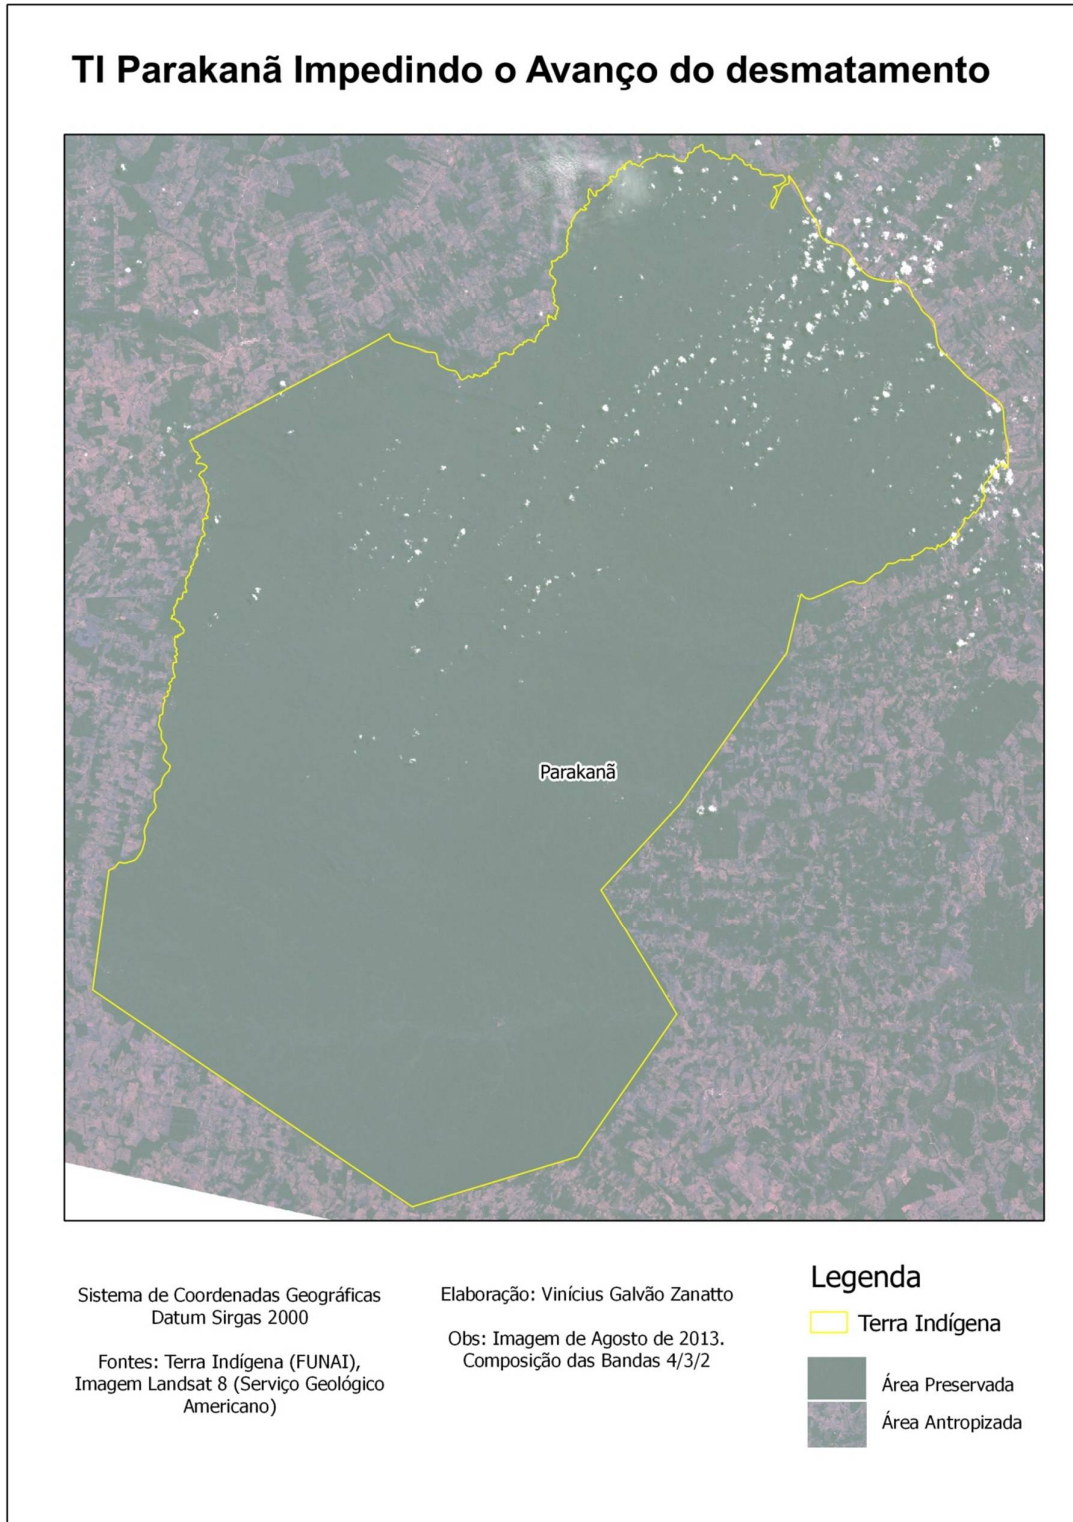 TI Parakanã Impedindo o Avanço do desmatamento
Parakanã
Sistema de Coordenadas Geográficas
Datum Sirgas 2000
Fontes: Terra Indígena (FUNAI),
Imagem Landsat 8 (Serviço Geológico
Americano)
Elaboração: Vinícius Galvão Zanatto
Obs: Imagem de Agosto de 2013.
Composição das Bandas 4/3/2
Legenda
Terra Indígena
Área Preservada
Área Antropizada